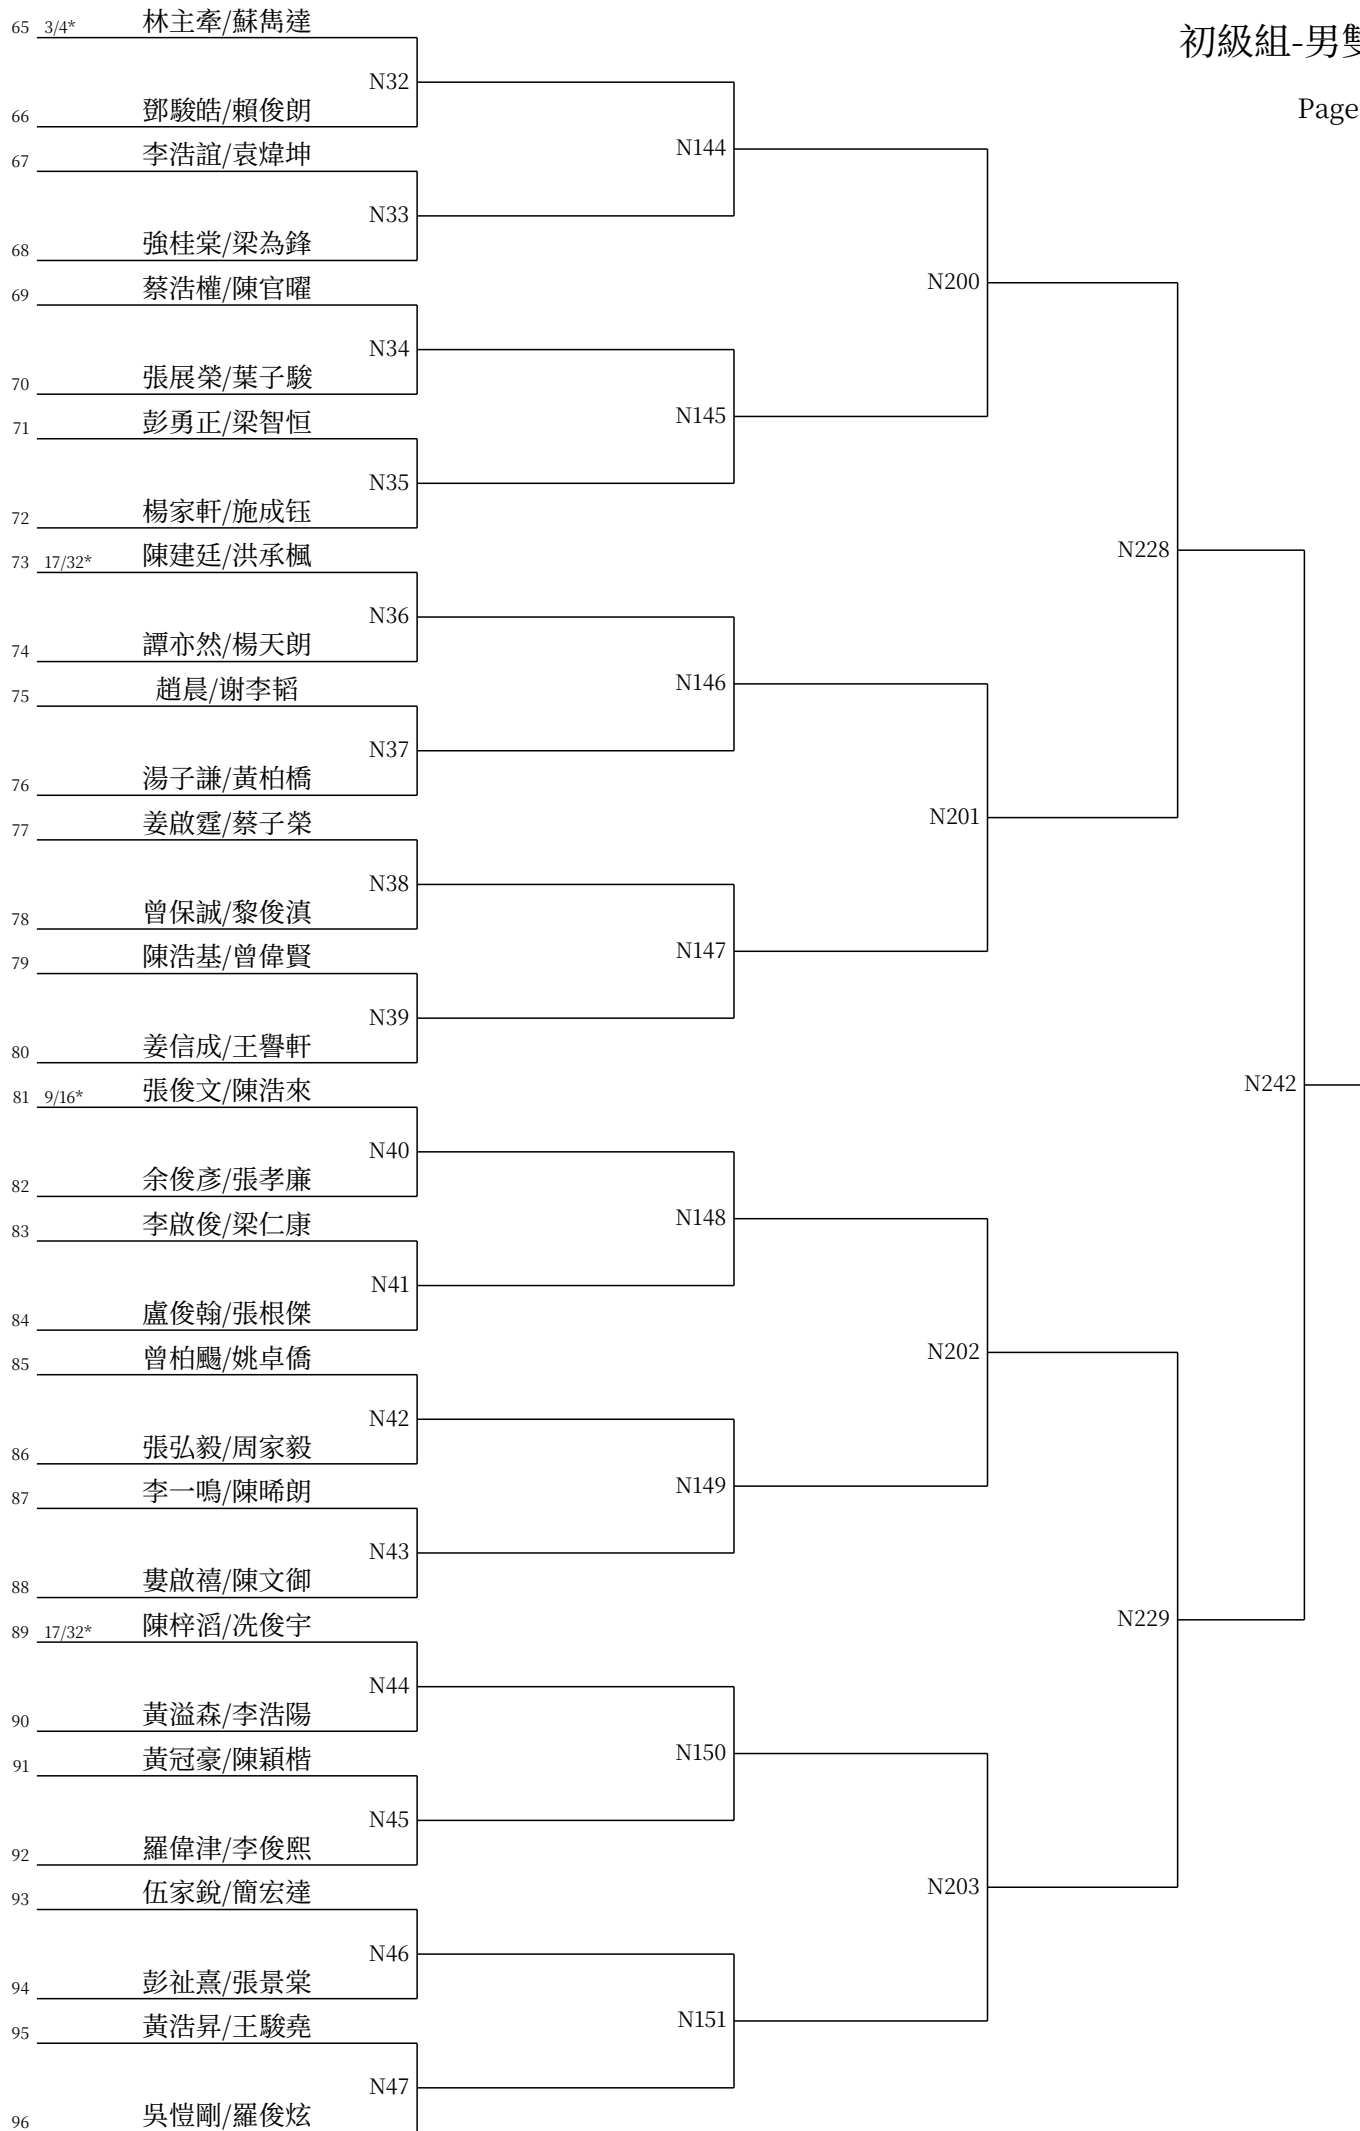 初級組-男雙
Page
65 3/4* 林主牽/蘇雋達
N32
66 鄧駿皓/賴俊朗
N144
67 李浩誼/袁煒坤
N33
68 強桂棠/梁為鋒
N200
69 蔡浩權/陳官曜
N34
70 張展榮/葉子駿
N145
71 彭勇正/梁智恒
N35
72 楊家軒/施成钰
N228
73 17/32* 陳建廷/洪承楓
N36
74 譚亦然/楊天朗
N146
75 趙晨/谢李韬
N37
76 湯子謙/黃柏橋
N201
77 姜啟霆/蔡子榮
N38
78 曾保誠/黎俊滇
N147
79 陳浩基/曾偉賢
N39
80 姜信成/王譽軒
N242
81 9/16* 張俊文/陳浩來
N40
82 余俊彥/張孝廉
N148
83 李啟俊/梁仁康
N41
84 盧俊翰/張根傑
N202
85 曾柏颺/姚卓僑
N42
86 張弘毅/周家毅
N149
87 李一鳴/陳晞朗
N43
88 婁啟禧/陳文御
N229
89 17/32* 陳梓滔/冼俊宇
N44
90 黃溢森/李浩陽
N150
91 黃冠豪/陳穎楷
N45
92 羅偉津/李俊熙
N203
93 伍家銳/簡宏達
N46
94 彭祉熹/張景棠
N151
95 黃浩昇/王駿堯
N47
96 吳愷剛/羅俊炫